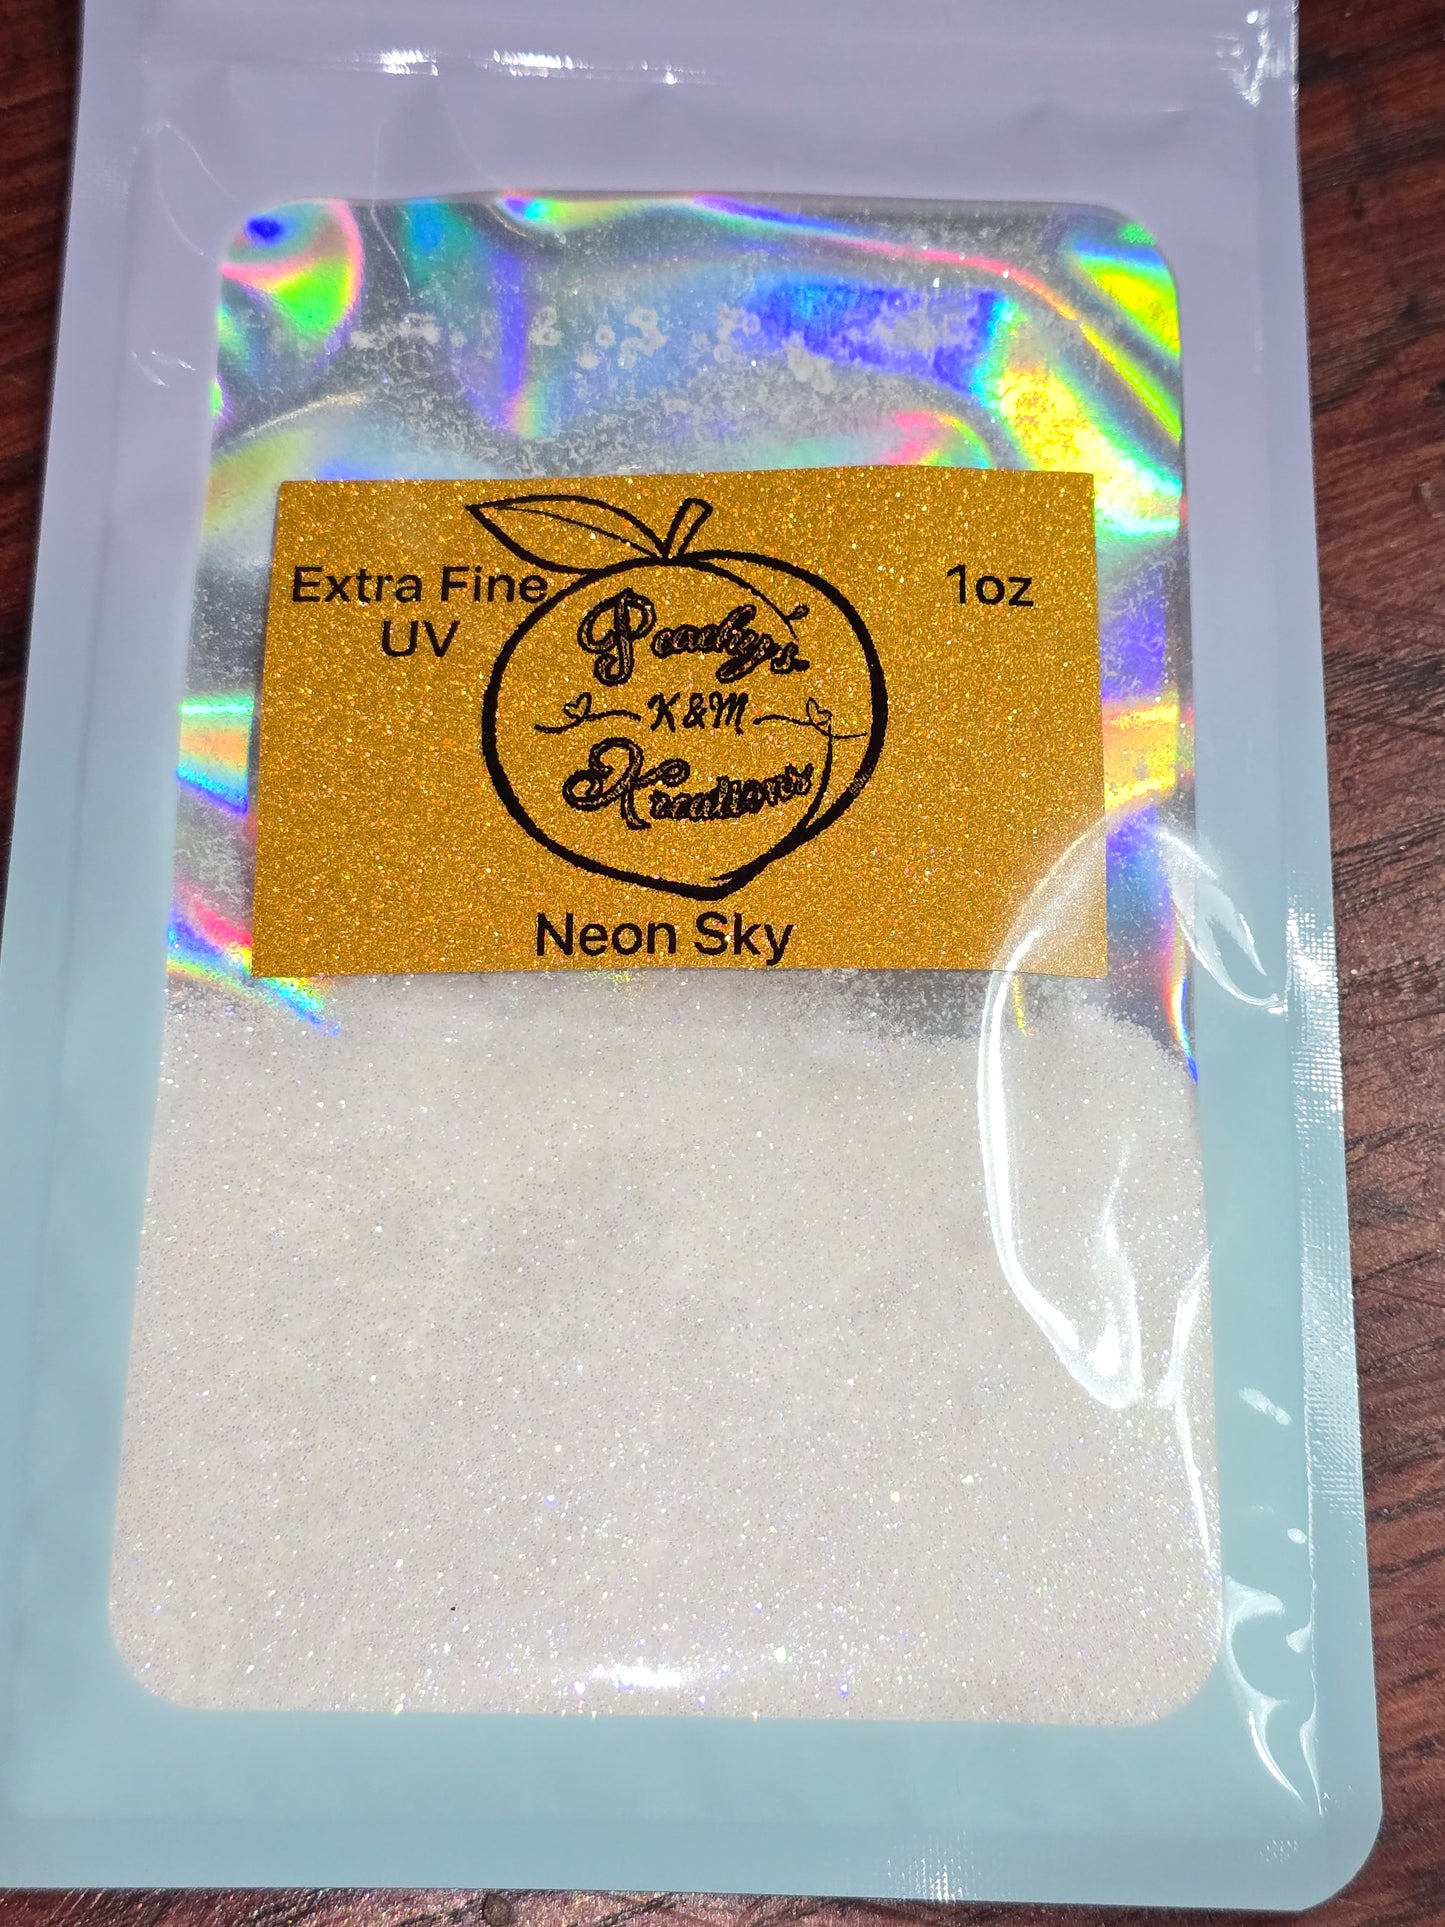 Extra Fine
UV
1oz
Peachy's
K & M
Kreations
Neon Sky